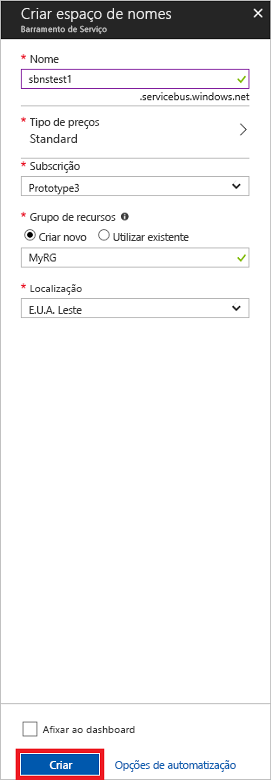 Criar espaço de nomes
Barramento de Serviço
* Nome
sbnstest1
.servicebus.windows.net
* Tipo de preços
Standard
* Subscrição
Prototype3
* Grupo de recursos
Criar novo Utilizar existente
MyRG
* Localização
E.U.A. Leste
Afixar ao dashboard
Criar Opções de automatização